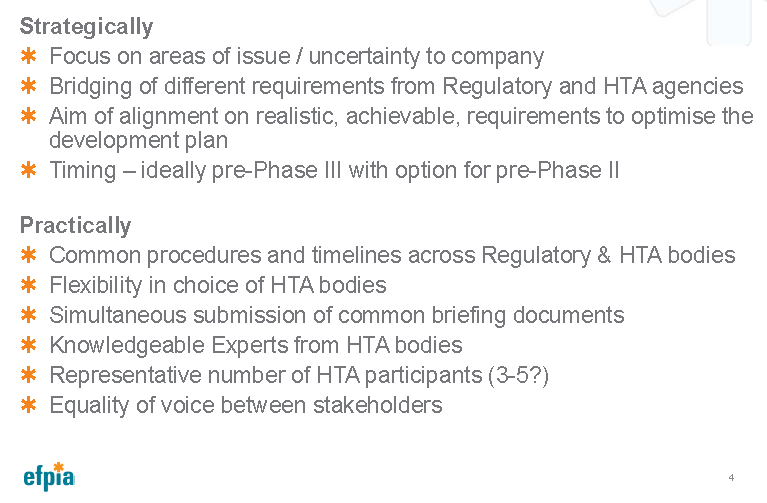 Strategically
Focus on areas of issue / uncertainty to company
Bridging of different requirements from Regulatory and HTA agencies
Aim of alignment on realistic, achievable, requirements to optimise the
development plan
Timing – ideally pre-Phase III with option for pre-Phase II
Practically
Common procedures and timelines across Regulatory & HTA bodies
Flexibility in choice of HTA bodies
Simultaneous submission of common briefing documents
Knowledgeable Experts from HTA bodies
Representative number of HTA participants (3-5?)
Equality of voice between stakeholders
efpia
4